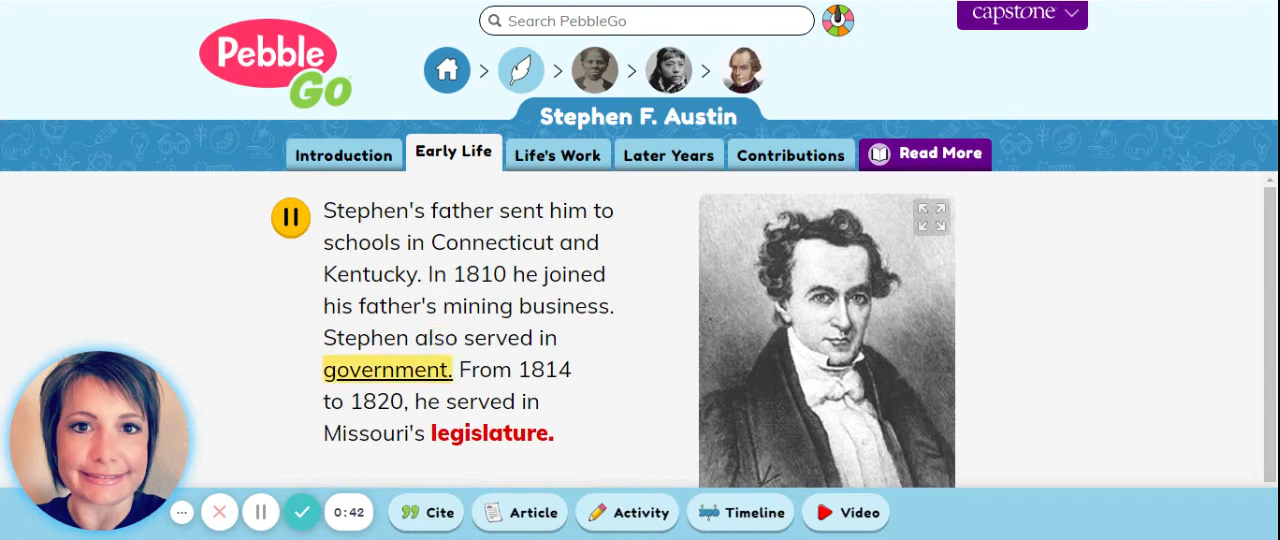 Search PebbleGo
capstone
Pebble
Go
Stephen F. Austin
Introduction
Early Life
Life's Work
Later Years
Contributions
Read More
Stephen's father sent him to
schools in Connecticut and
Kentucky. In 1810 he joined
his father's mining business.
Stephen also served in
government. From 1814
to 1820, he served in
Missouri's legislature.
0:42
Cite
Article
Activity
Timeline
Video